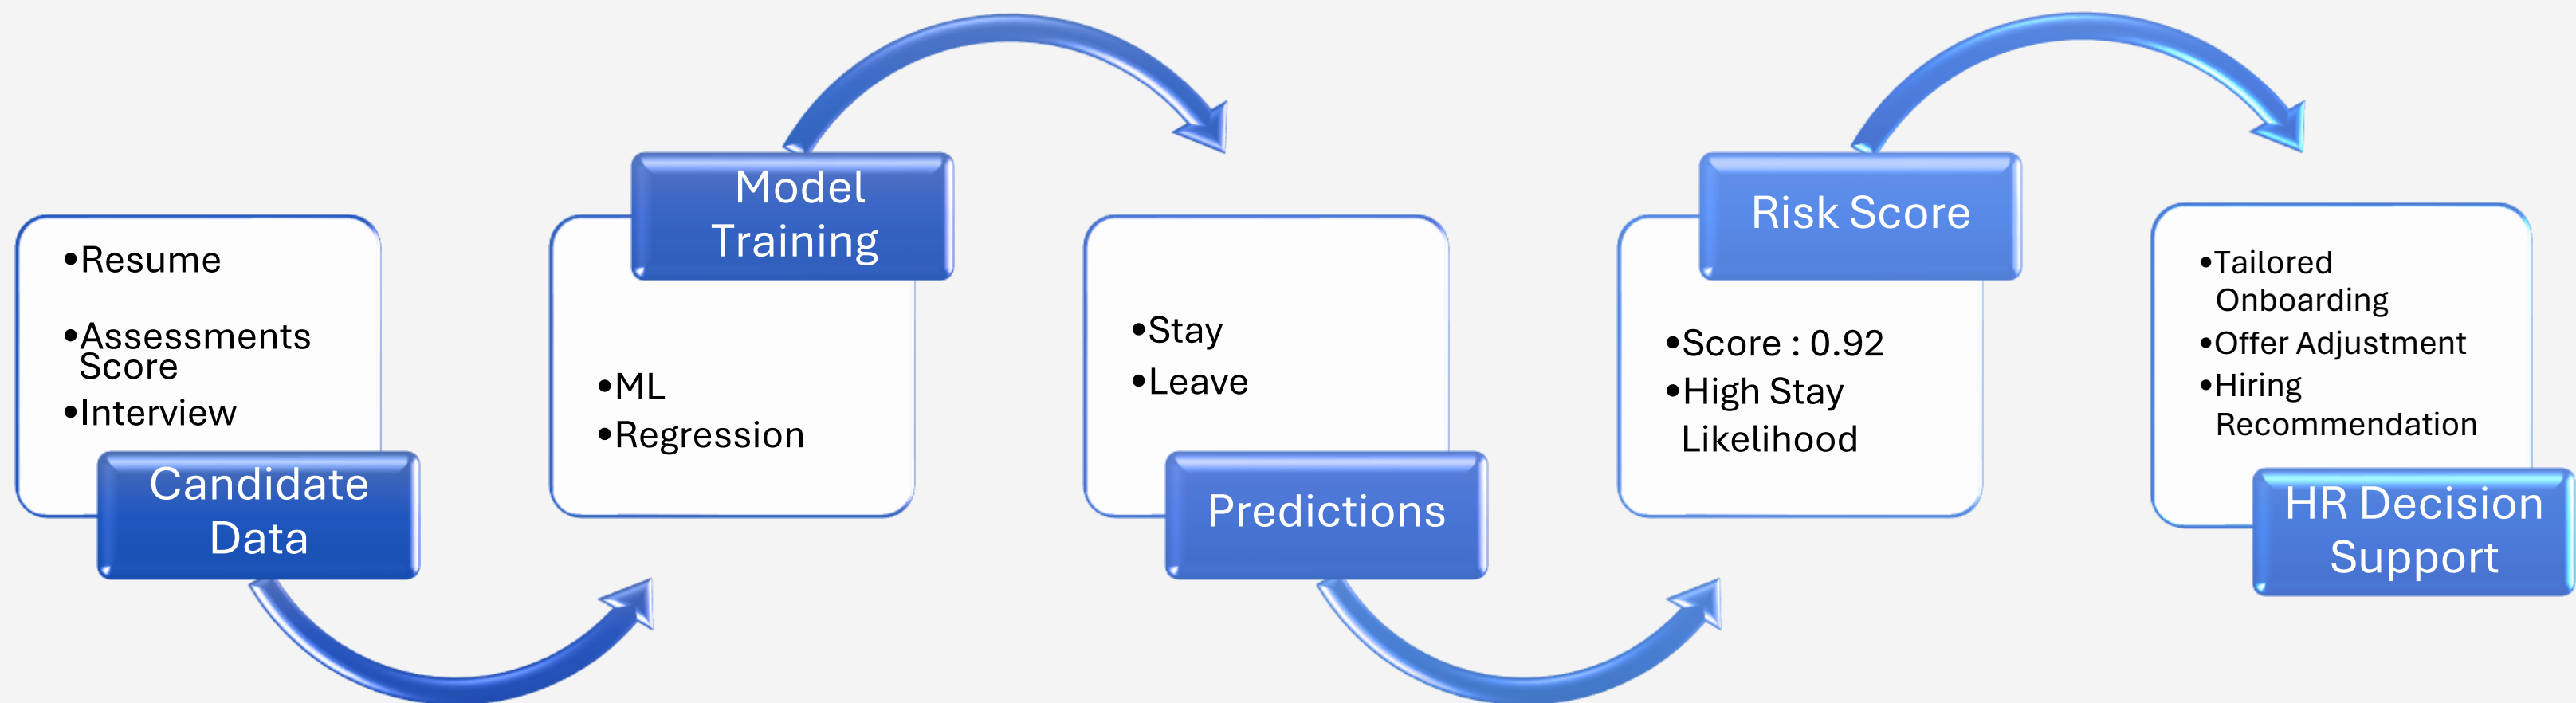 •Resume
•Assessments
Score
•Interview
Candidate
Data
Model
Training
•ML
•Regression
•Stay
•Leave
Predictions
Risk Score
•Score : 0.92
•High Stay
Likelihood
•Tailored
Onboarding
•Offer Adjustment
•Hiring
Recommendation
HR Decision
Support